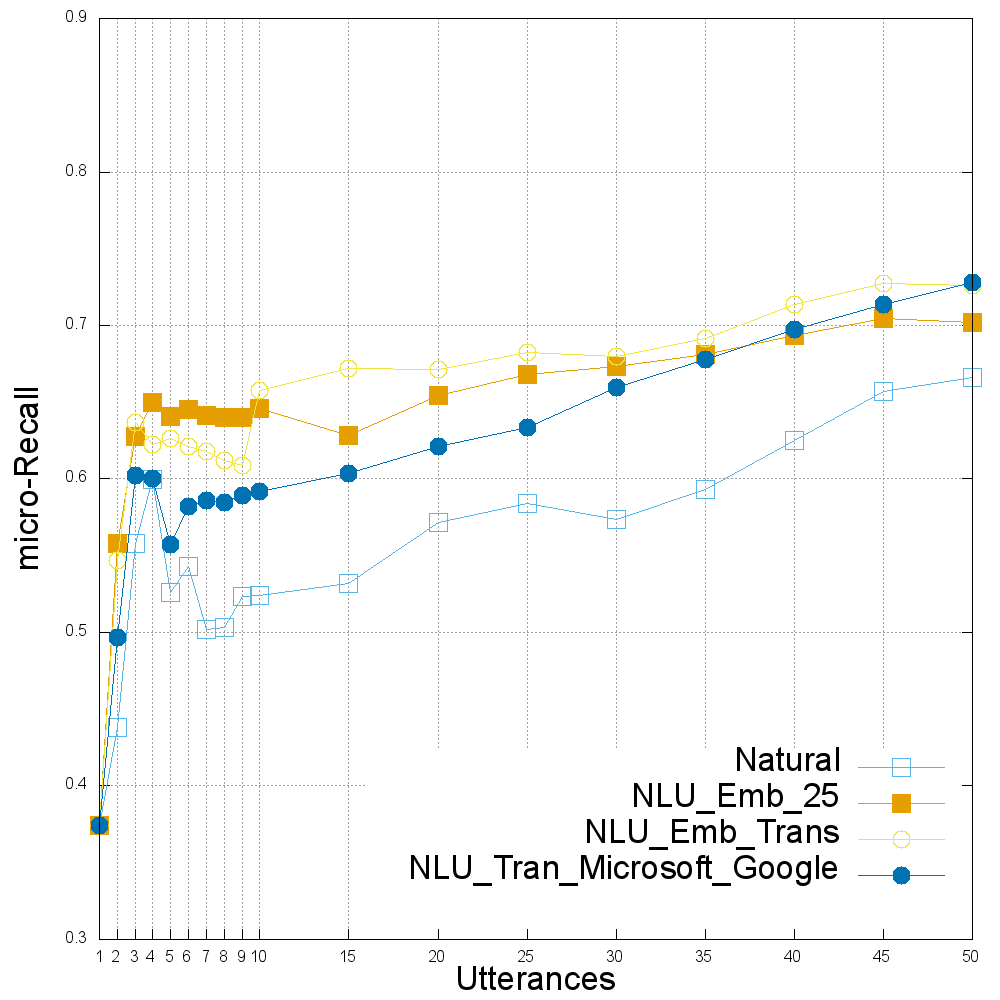 0.9
0.8
0.7
0.6
0.5
0.4
0.3
micro-Recall
Natural
NLU_Emb_25
NLU_Emb_Trans
NLU_Tran_Microsoft_Google
1 2 3 4 5 6 7 8 9 10 15 20 25 30 35 40 45 50
Utterances